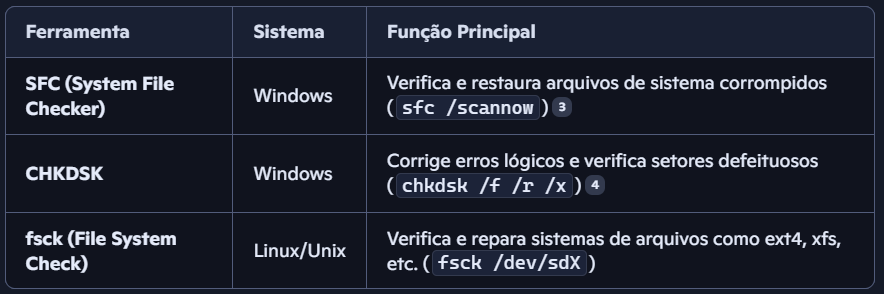 Ferramenta Sistema Função Principal
SFC (System File
Checker)
Windows
Verifica e restaura arquivos de sistema corrompidos
( sfc /scannow ) 3
CHKDSK
Windows
Corrige erros lógicos e verifica setores defeituosos
( chkdsk /f /r /x ) 4
fsck (File System
Check)
Linux/Unix
Verifica e repara sistemas de arquivos como ext4, xfs,
etc. ( fsck /dev/sdX )